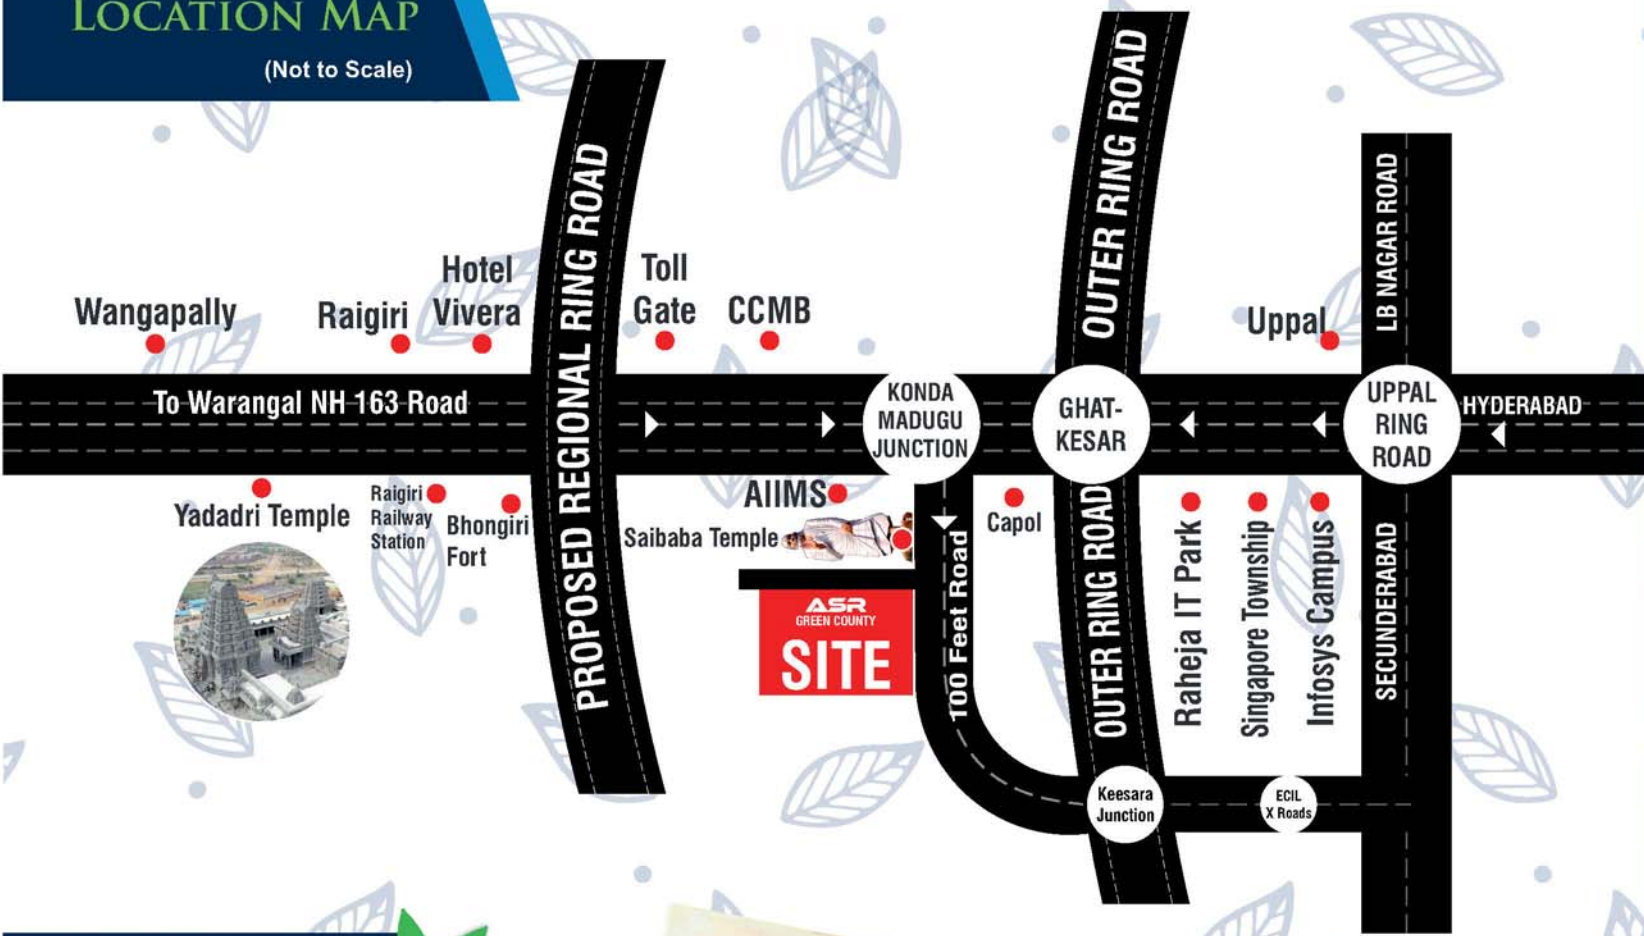 LOCATION MAP
(Not to Scale)
PROPOSED REGIONAL RING ROAD
OUTER RING ROAD
LB NAGAR ROAD
Wangapally
Raigiri
Hotel
Vivera
Toll
Gate
CCMB
Uppal
To Warangal NH 163 Road
KONDA
MADUGU
JUNCTION
GHAT-
KESAR
UPPAL
RING
ROAD
HYDERABAD
Yadadri Temple
Raigiri
Railway
Station
Bhongiri
Fort
AIIMS
Saibaba Temple
ASR
GREEN COUNTY
SITE
100 Feet Road
Capol
OUTER RING ROAD
Raheja IT Park
Singapore Township
Infosys Campus
SECUNDERABAD
Keesara
Junction
ECIL
X Roads